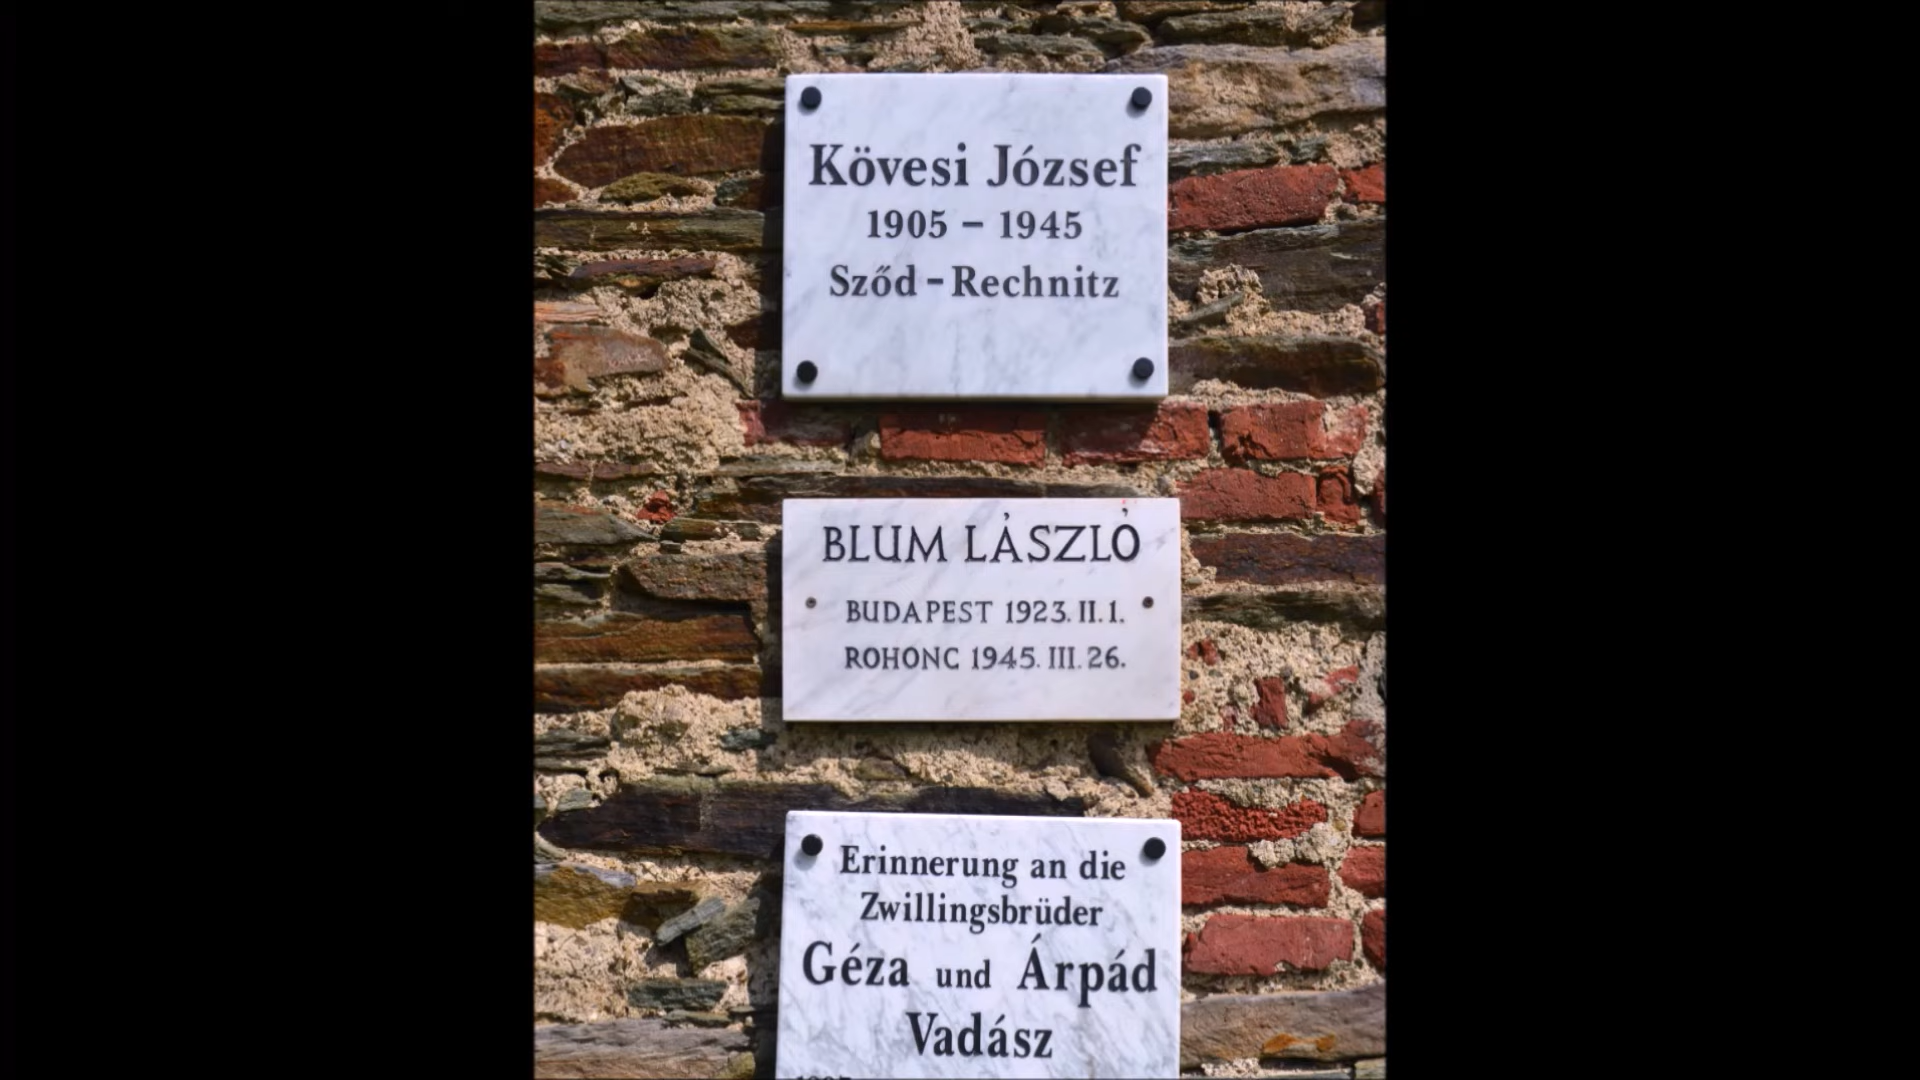 Kövesi József
1905 – 1945
Sződ - Rechnitz
BLUM LÁSZLÓ
BUDAPEST 1923. II. 1.
ROHONC 1945. III. 26.
Erinnerung an die
Zwillingsbrüder
Géza und Árpád
Vadász